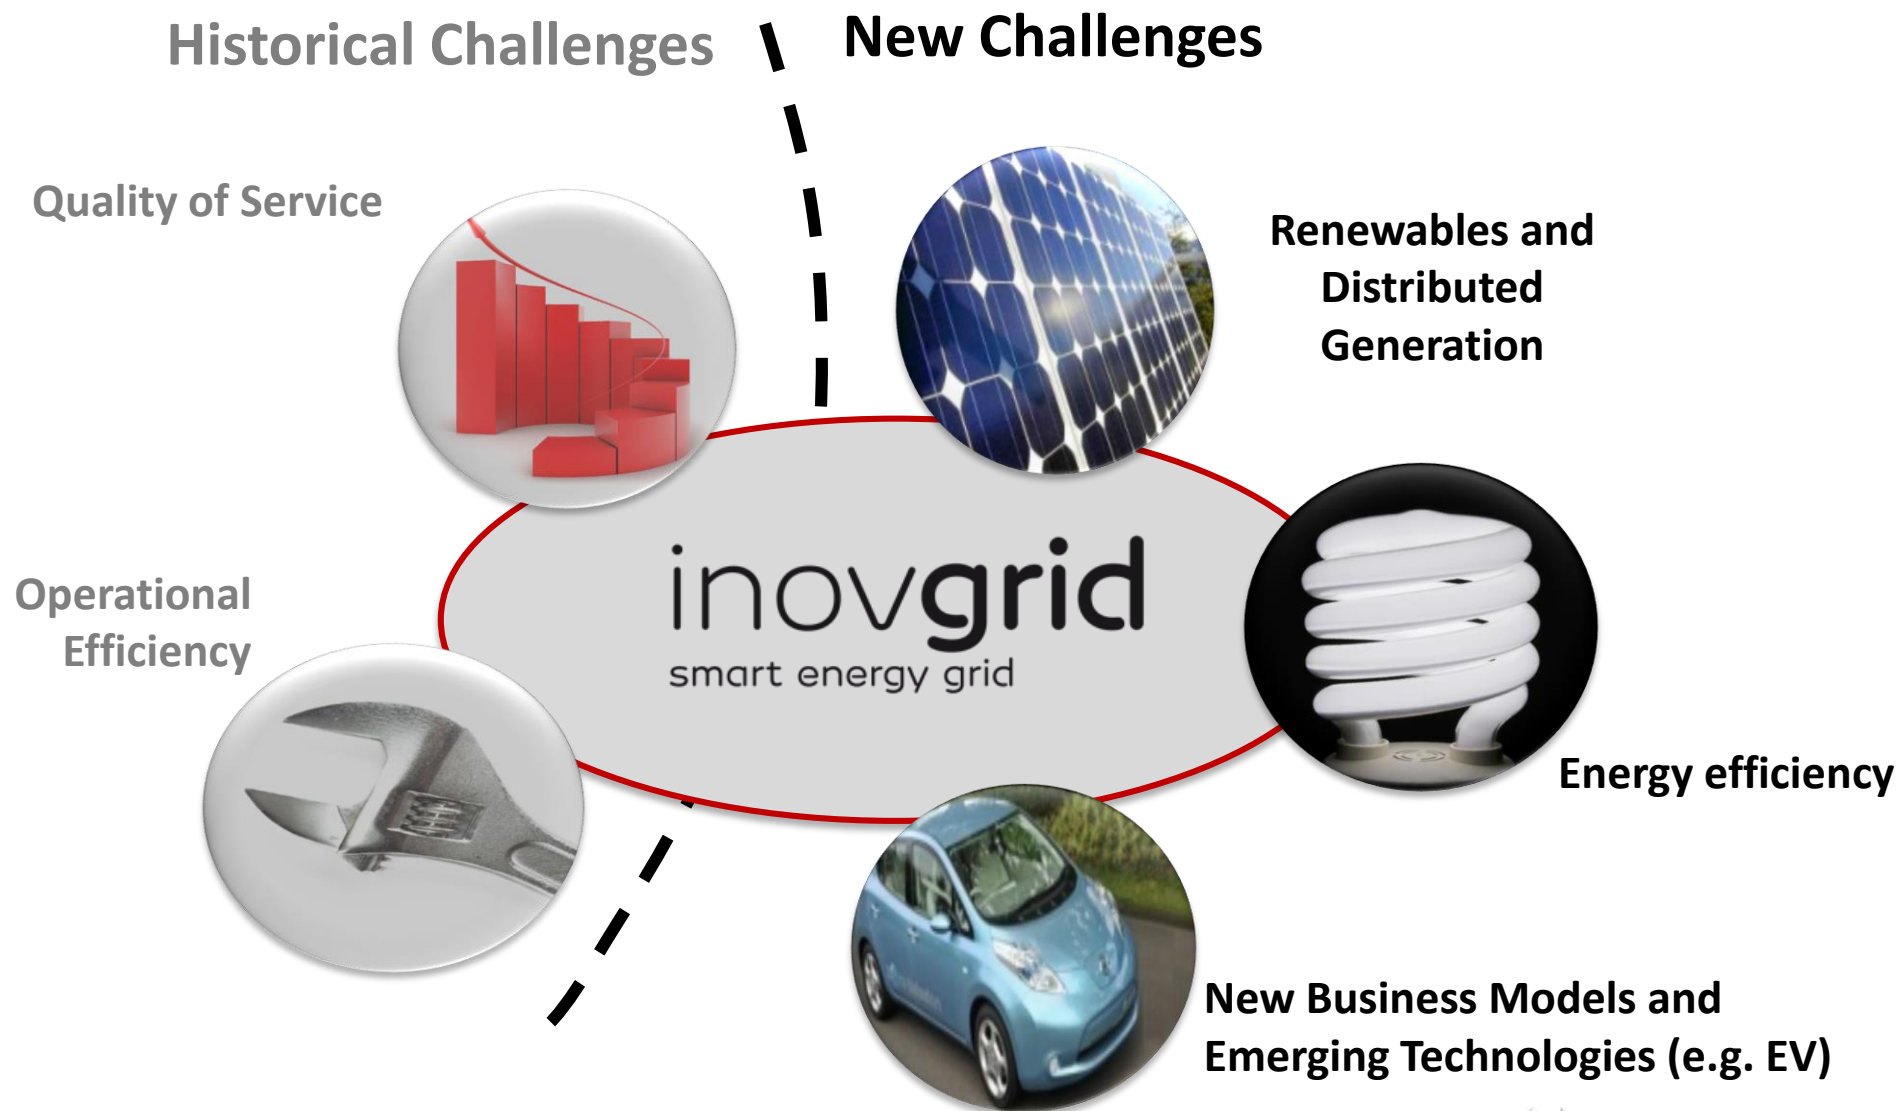 Historical Challenges
New Challenges
Quality of Service
Renewables and
Distributed
Generation
Operational
Efficiency
inovgrid
smart energy grid
Energy efficiency
New Business Models and
Emerging Technologies (e.g. EV)